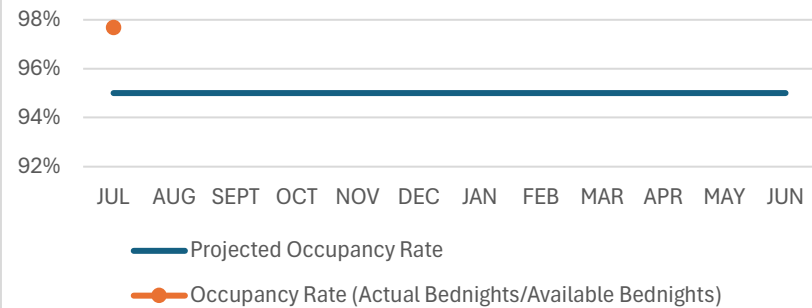 98%
96%
94%
92%
JUL AUG SEPT OCT NOV DEC JAN FEB MAR APR MAY JUN
Projected Occupancy Rate
Occupancy Rate (Actual Bednights/Available Bednights)